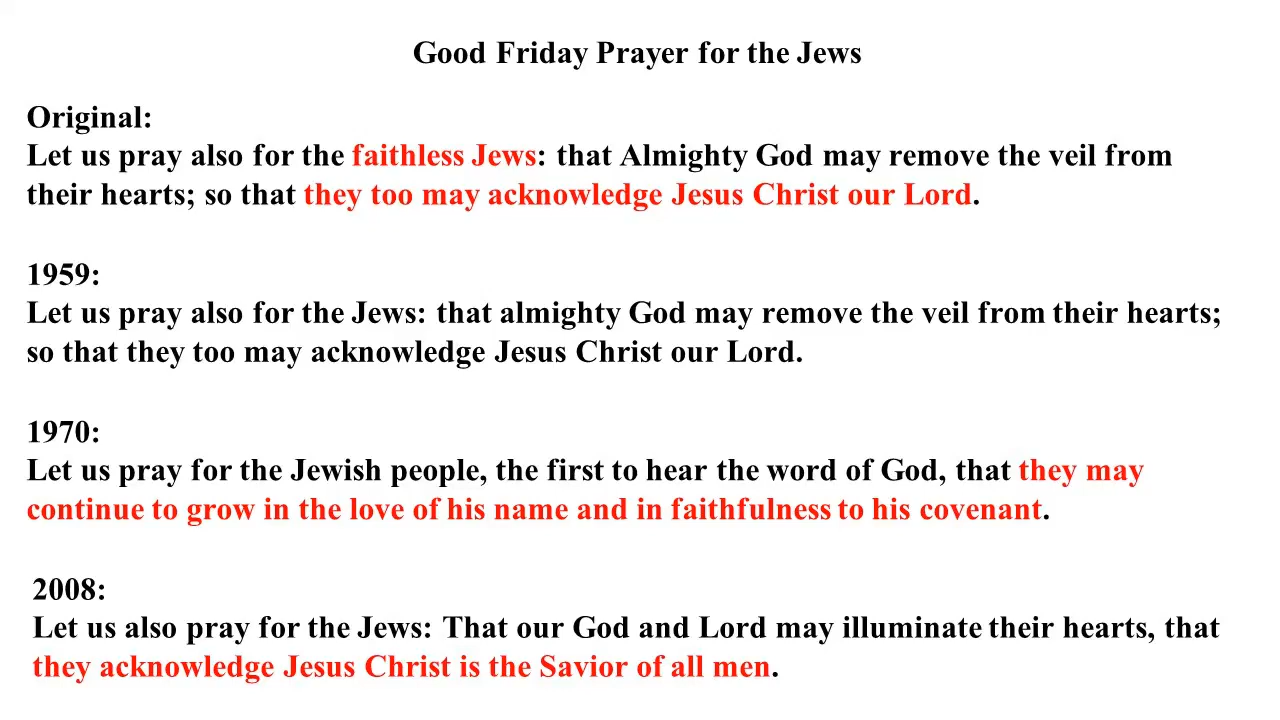 Good Friday Prayer for the Jews
Original:
Let us pray also for the faithless Jews: that Almighty God may remove the veil from
their hearts; so that they too may acknowledge Jesus Christ our Lord.
1959:
Let us pray also for the Jews: that almighty God may remove the veil from their hearts;
so that they too may acknowledge Jesus Christ our Lord.
1970:
Let us pray for the Jewish people, the first to hear the word of God, that they may
continue to grow in the love of his name and in faithfulness to his covenant.
2008:
Let us also pray for the Jews: That our God and Lord may illuminate their hearts, that
they acknowledge Jesus Christ is the Savior of all men.